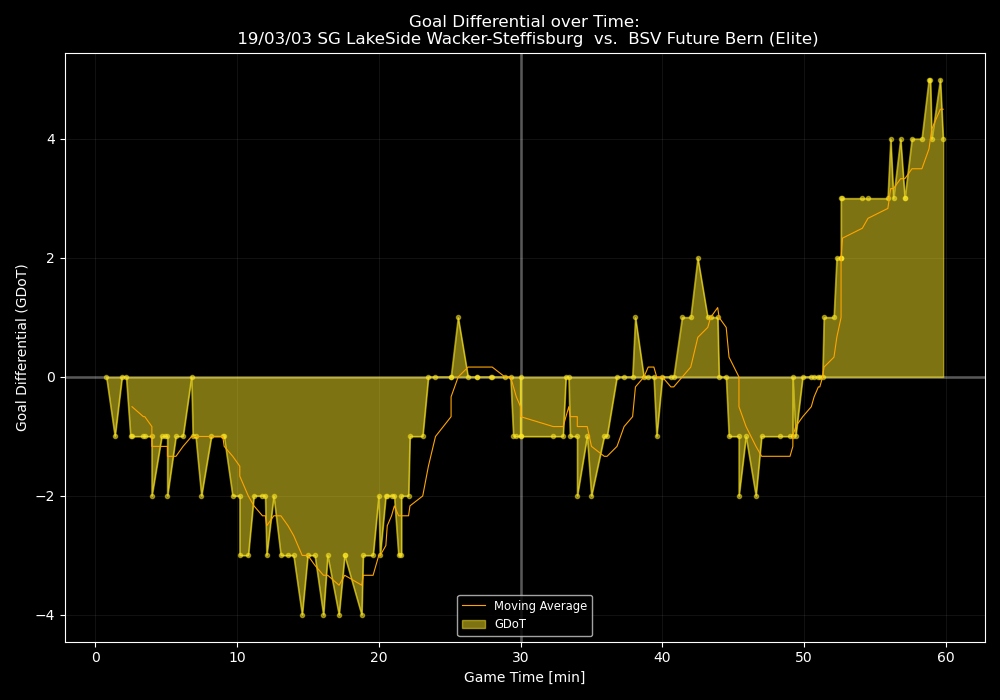 Goal Differential over Time:
19/03/03 SG LakeSide Wacker-Steffisburg  vs.  BSV Future Bern (Elite)
Goal Differential (GDoT)
4
2
0
−2
−4
0
10
20
30
40
50
60
Game Time [min]
Moving Average
GDoT